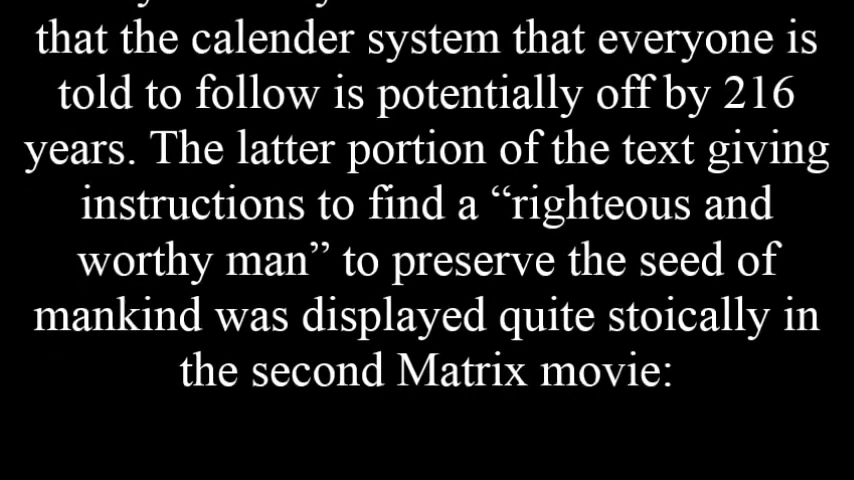 that the calender system that everyone is
told to follow is potentially off by 216
years. The latter portion of the text giving
instructions to find a “righteous and
worthy man” to preserve the seed of
mankind was displayed quite stoically in
the second Matrix movie: